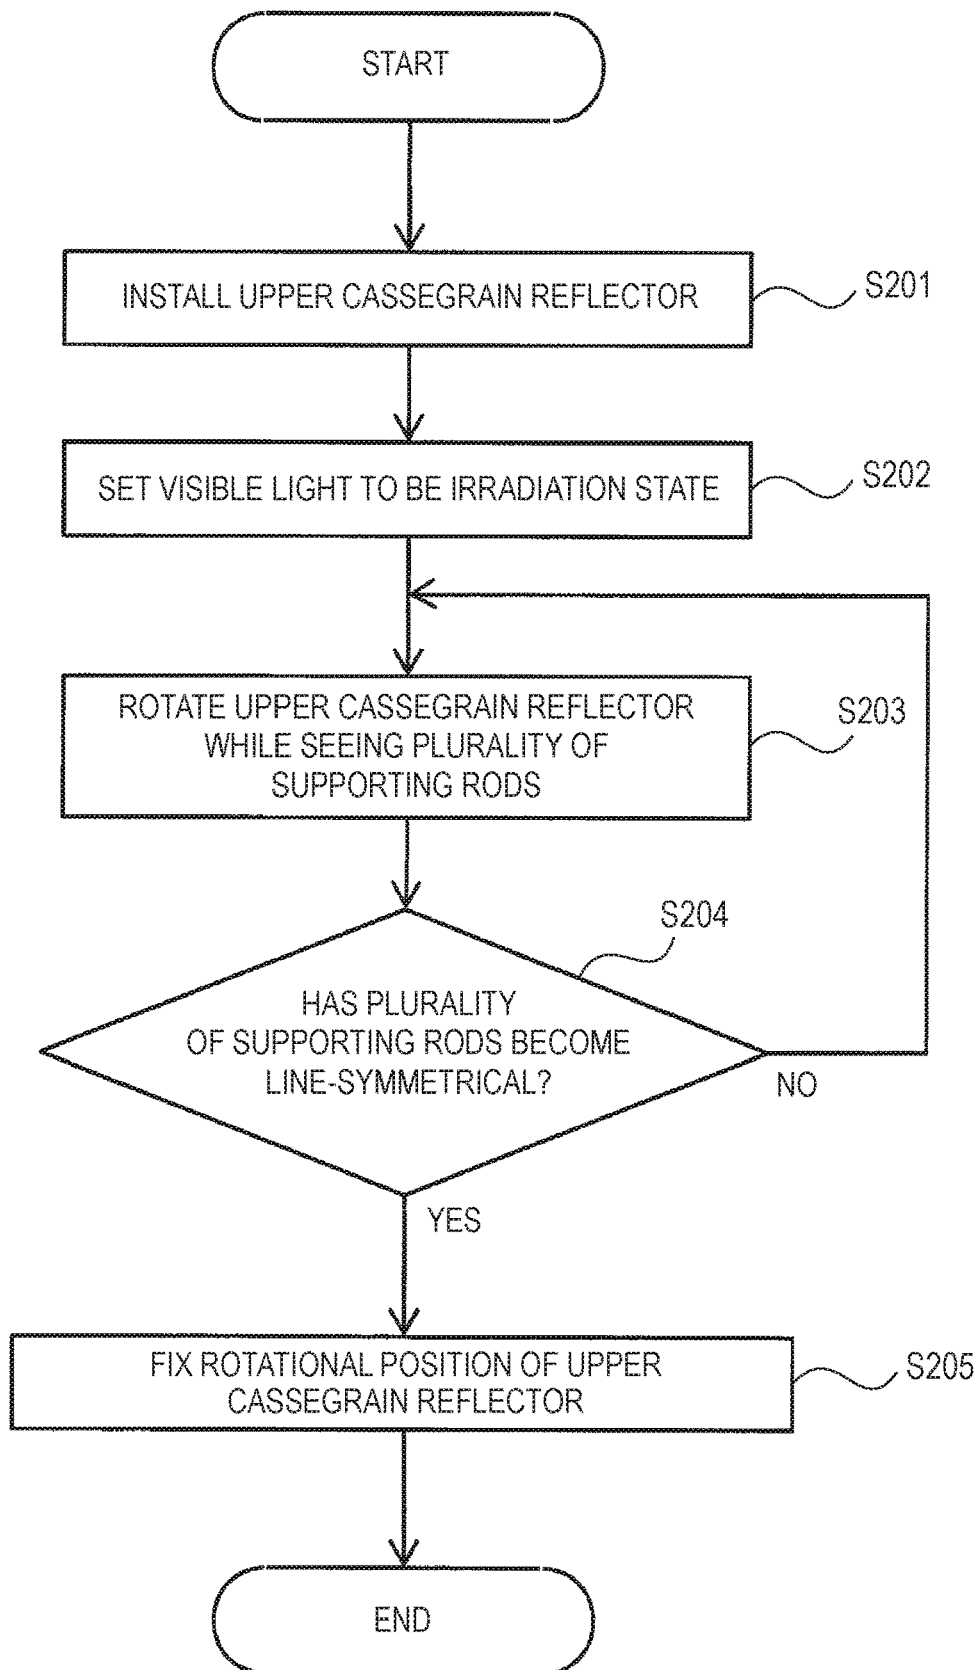 START
INSTALL UPPER CASSEGRAIN REFLECTOR
S201
SET VISIBLE LIGHT TO BE IRRADIATION STATE
S202
ROTATE UPPER CASSEGRAIN REFLECTOR
WHILE SEEING PLURALITY OF
SUPPORTING RODS
S203
S204
HAS PLURALITY
OF SUPPORTING RODS BECOME
LINE-SYMMETRICAL?
NO
YES
FIX ROTATIONAL POSITION OF UPPER
CASSEGRAIN REFLECTOR
S205
END